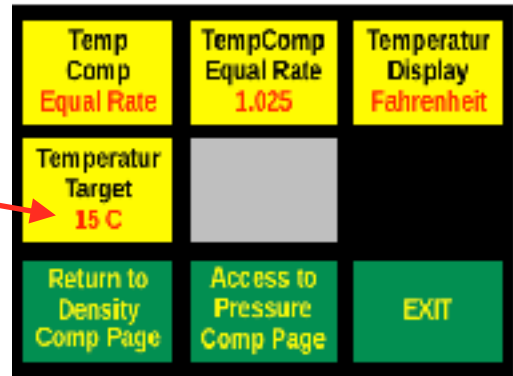 Temp
Comp
Equal Rate
TempComp
Equal Rate
1.025
Temperatur
Display
Fahrenheit
Temperatur
Target
15 C
Return to
Density
Comp Page
Access to
Pressure
Comp Page
EXIT